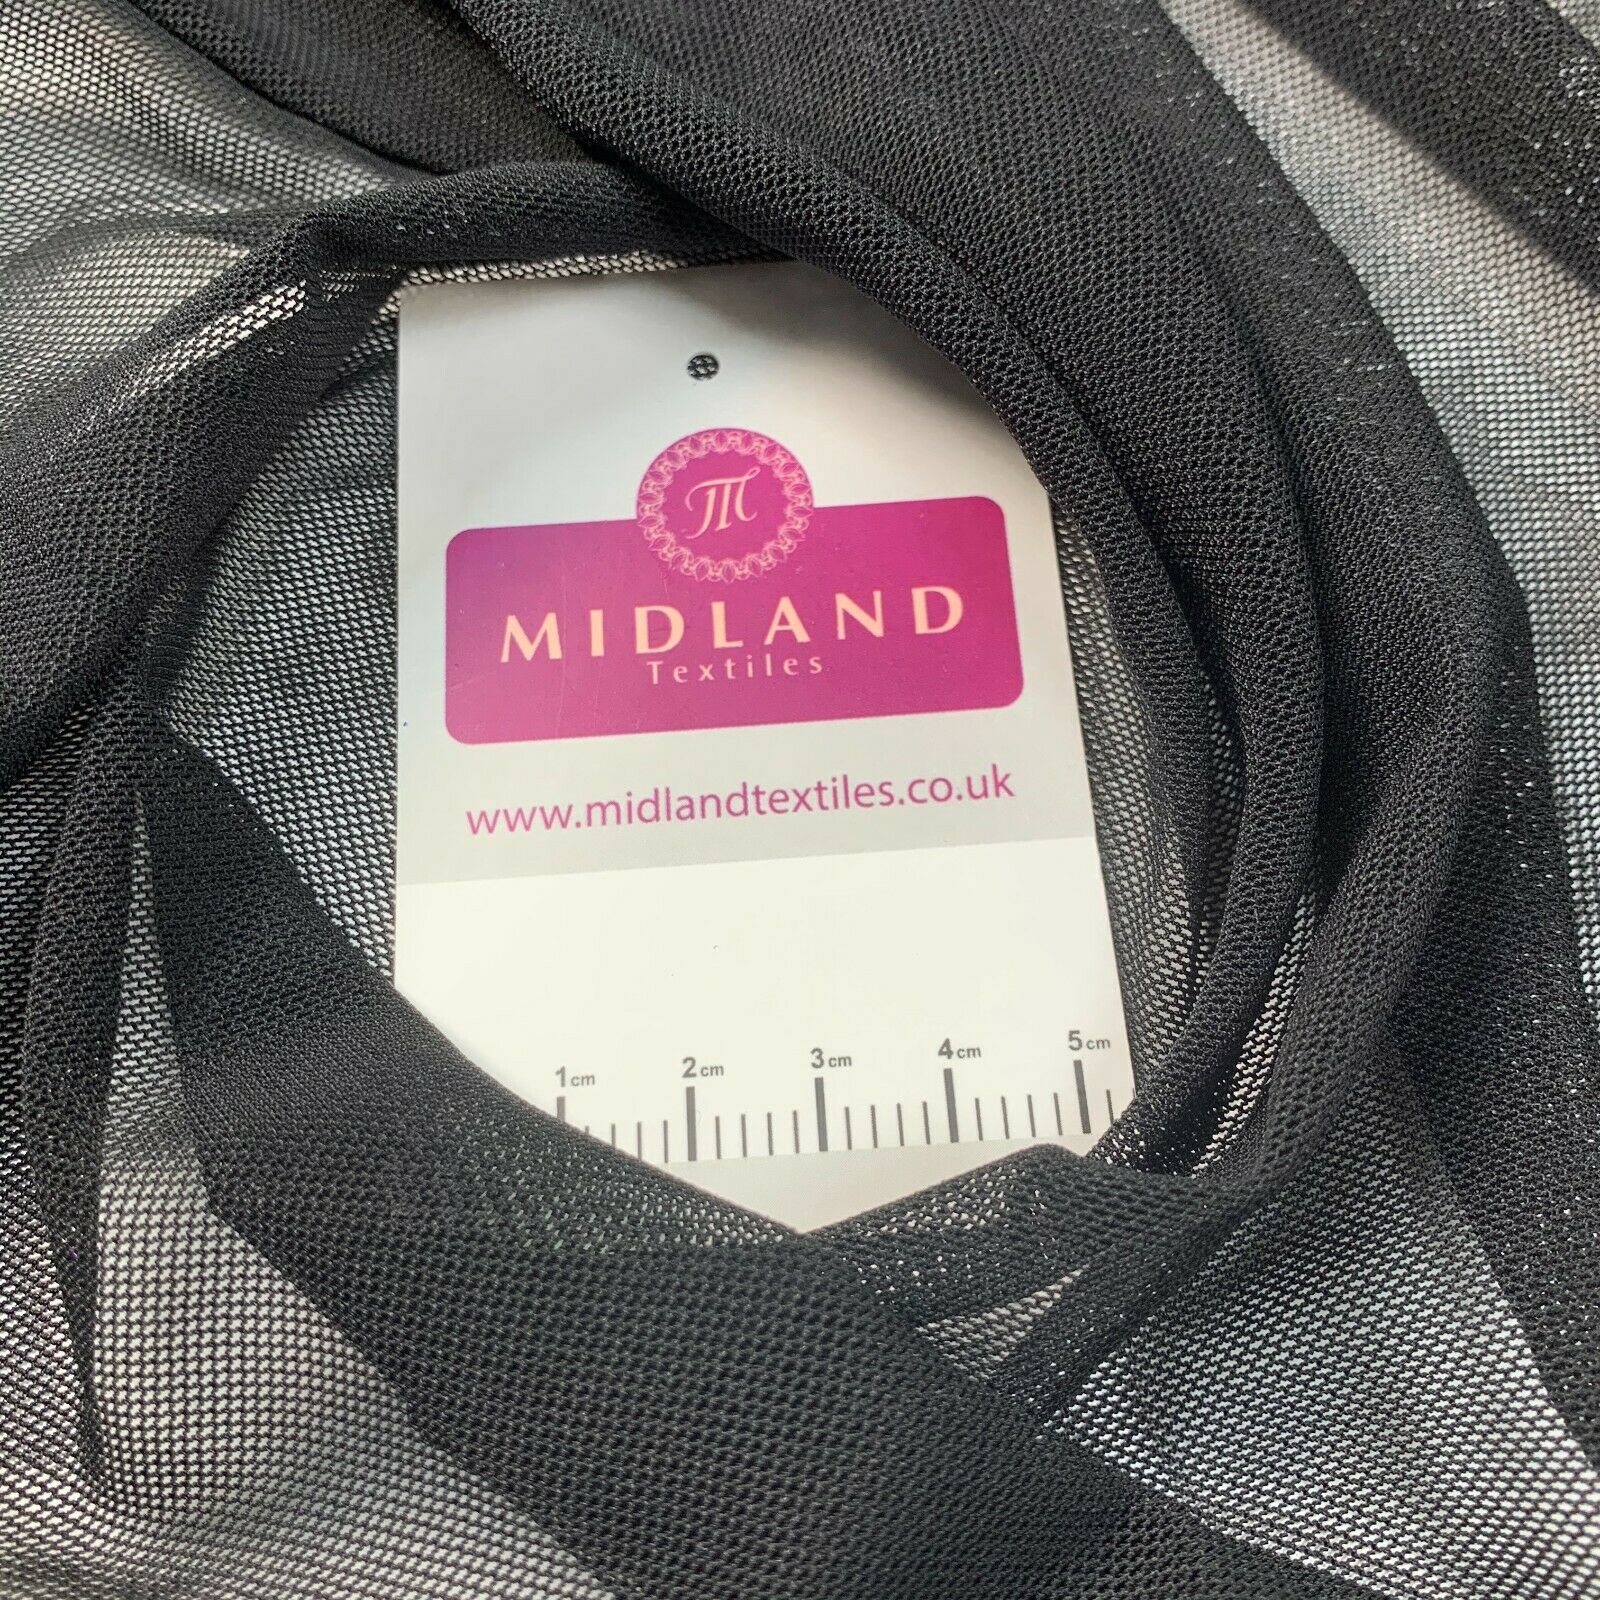 M
MIDLAND
Textiles
www.midlandtextiles.co.uk
1cm 2cm 3cm 4cm 5cm